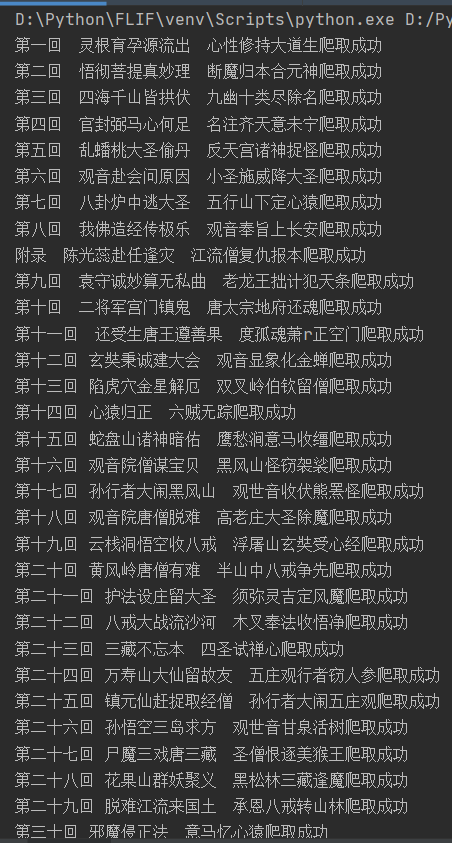 D:\Python\FLIF\venv\Scripts\python.exe D:/Py
第一回　灵根育孕源流出　心性修持大道生爬取成功
第二回　悟彻菩提真妙理　断魔归本合元神爬取成功
第三回　四海千山皆拱伏　九幽十类尽除名爬取成功
第四回　官封弼马心何足　名注齐天意未宁爬取成功
第五回　乱蟠桃大圣偷丹　反天宫诸神捉怪爬取成功
第六回　观音赴会问原因　小圣施威降大圣爬取成功
第七回　八卦炉中逃大圣　五行山下定心猿爬取成功
第八回　我佛造经传极乐　观音奉旨上长安爬取成功
附录　陈光蕊赴任逢灾　江流僧复仇报本爬取成功
第九回　袁守诚妙算无私曲　老龙王拙计犯天条爬取成功
第十回　二将军宫门镇鬼　唐太宗地府还魂爬取成功
第十一回　还受生唐王遵善果　度孤魂萧r正空门爬取成功
第十二回 玄奘秉诚建大会　观音显象化金蝉爬取成功
第十三回 陷虎穴金星解厄　双叉岭伯钦留僧爬取成功
第十四回 心猿归正　六贼无踪爬取成功
第十五回 蛇盘山诸神暗佑　鹰愁涧意马收缰爬取成功
第十六回 观音院僧谋宝贝　黑风山怪窃袈裟爬取成功
第十七回 孙行者大闹黑风山　观世音收伏熊罴怪爬取成功
第十八回 观音院唐僧脱难　高老庄大圣除魔爬取成功
第十九回 云栈洞悟空收八戒　浮屠山玄奘受心经爬取成功
第二十回 黄风岭唐僧有难　半山中八戒争先爬取成功
第二十一回 护法设庄留大圣　须弥灵吉定风魔爬取成功
第二十二回 八戒大战流沙河　木叉奉法收悟净爬取成功
第二十三回 三藏不忘本　四圣试禅心爬取成功
第二十四回 万寿山大仙留故友　五庄观行者窃人参爬取成功
第二十五回 镇元仙赶捉取经僧　孙行者大闹五庄观爬取成功
第二十六回 孙悟空三岛求方　观世音甘泉活树爬取成功
第二十七回 尸魔三戏唐三藏　圣僧恨逐美猴王爬取成功
第二十八回 花果山群妖聚义　黑松林三藏逢魔爬取成功
第二十九回 脱难江流来国土　承恩八戒转山林爬取成功
第三十回 邪魔侵正法　意马忆心猿爬取成功